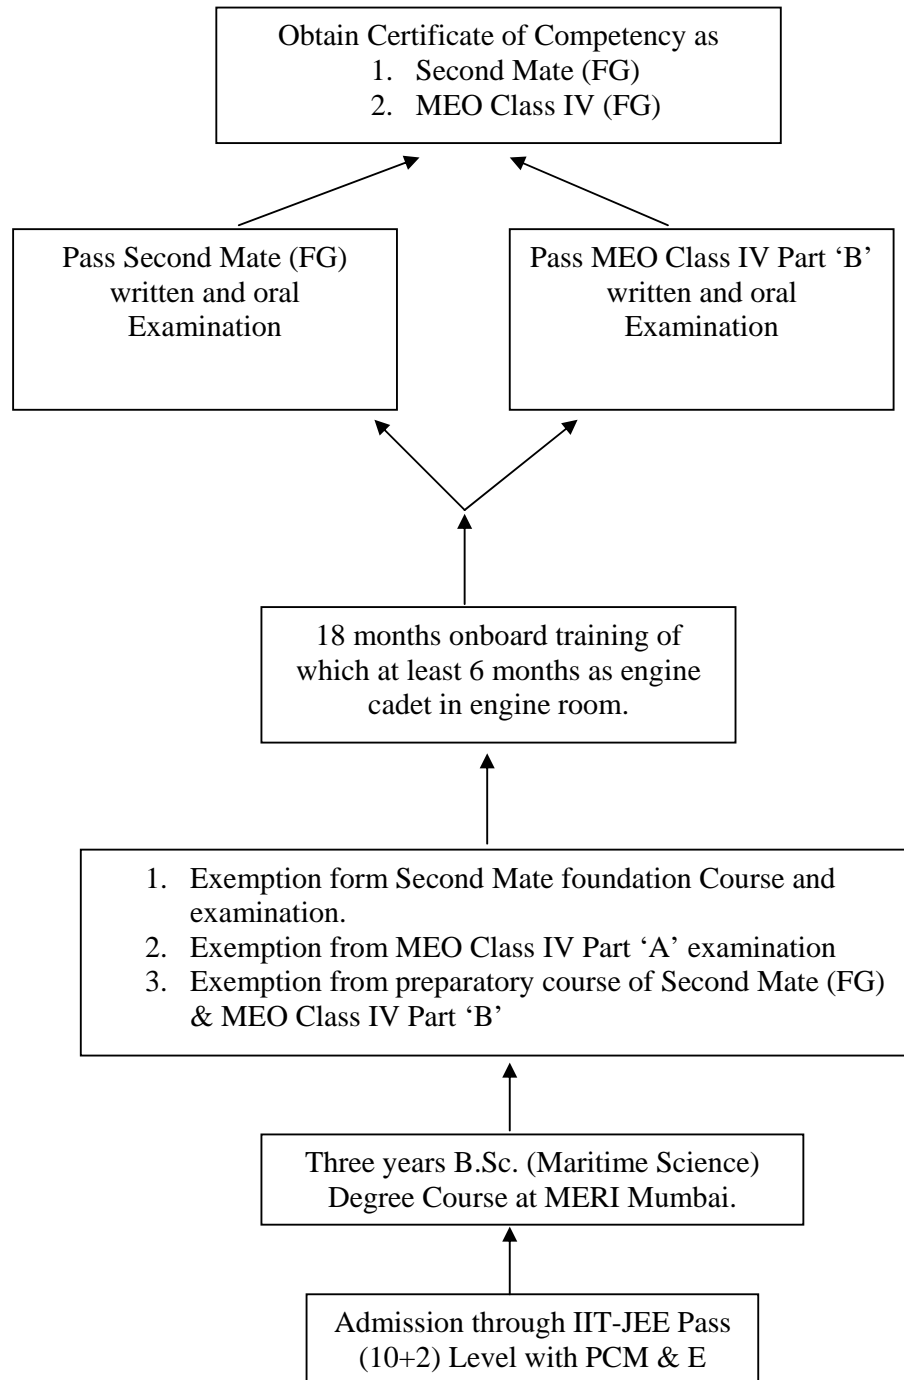 Obtain Certificate of Competency as
1. Second Mate (FG)
2. MEO Class IV (FG)
Pass Second Mate (FG)
written and oral
Examination
Pass MEO Class IV Part ‘B’
written and oral
Examination
18 months onboard training of
which at least 6 months as engine
cadet in engine room.
1. Exemption form Second Mate foundation Course and
examination.
2. Exemption from MEO Class IV Part ‘A’ examination
3. Exemption from preparatory course of Second Mate (FG)
& MEO Class IV Part ‘B’
Three years B.Sc. (Maritime Science)
Degree Course at MERI Mumbai.
Admission through IIT-JEE Pass
(10+2) Level with PCM & E